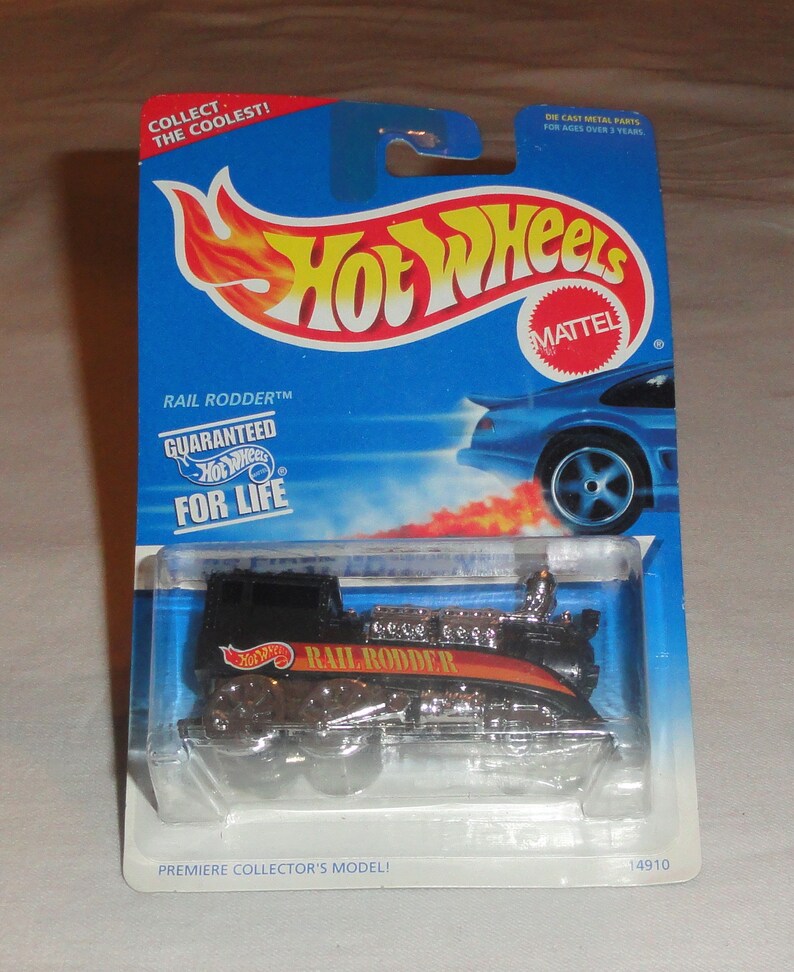 COLLECT
THE COOLEST!
DIE CAST METAL PARTS
FOR AGES OVER 3 YEARS.
HOT WHEELS
MATTEL
®
RAIL RODDER™
GUARANTEED
HOT WHEELS
®
FOR LIFE
HOT WHEELS
RAIL RODDER
PREMIERE COLLECTOR'S MODEL!
14910